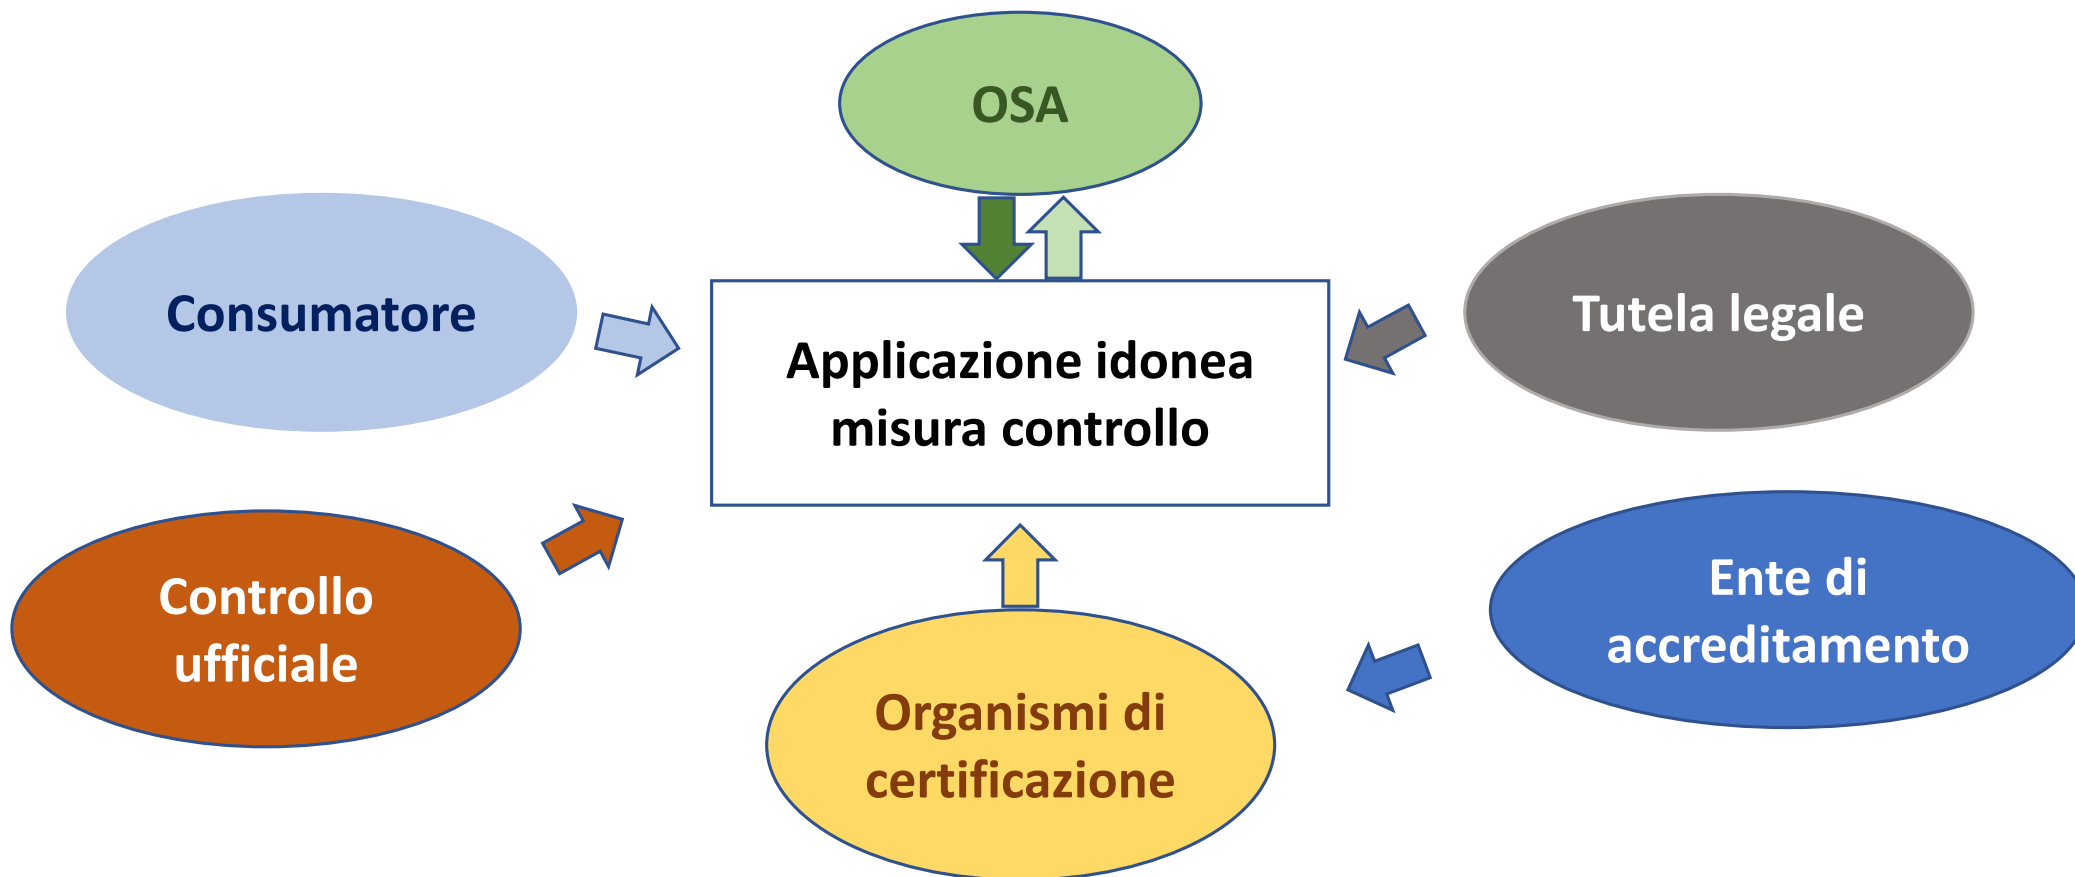 OSA
Consumatore
Tutela legale
Applicazione idonea
misura controllo
Controllo
ufficiale
Ente di
accreditamento
Organismi di
certificazione